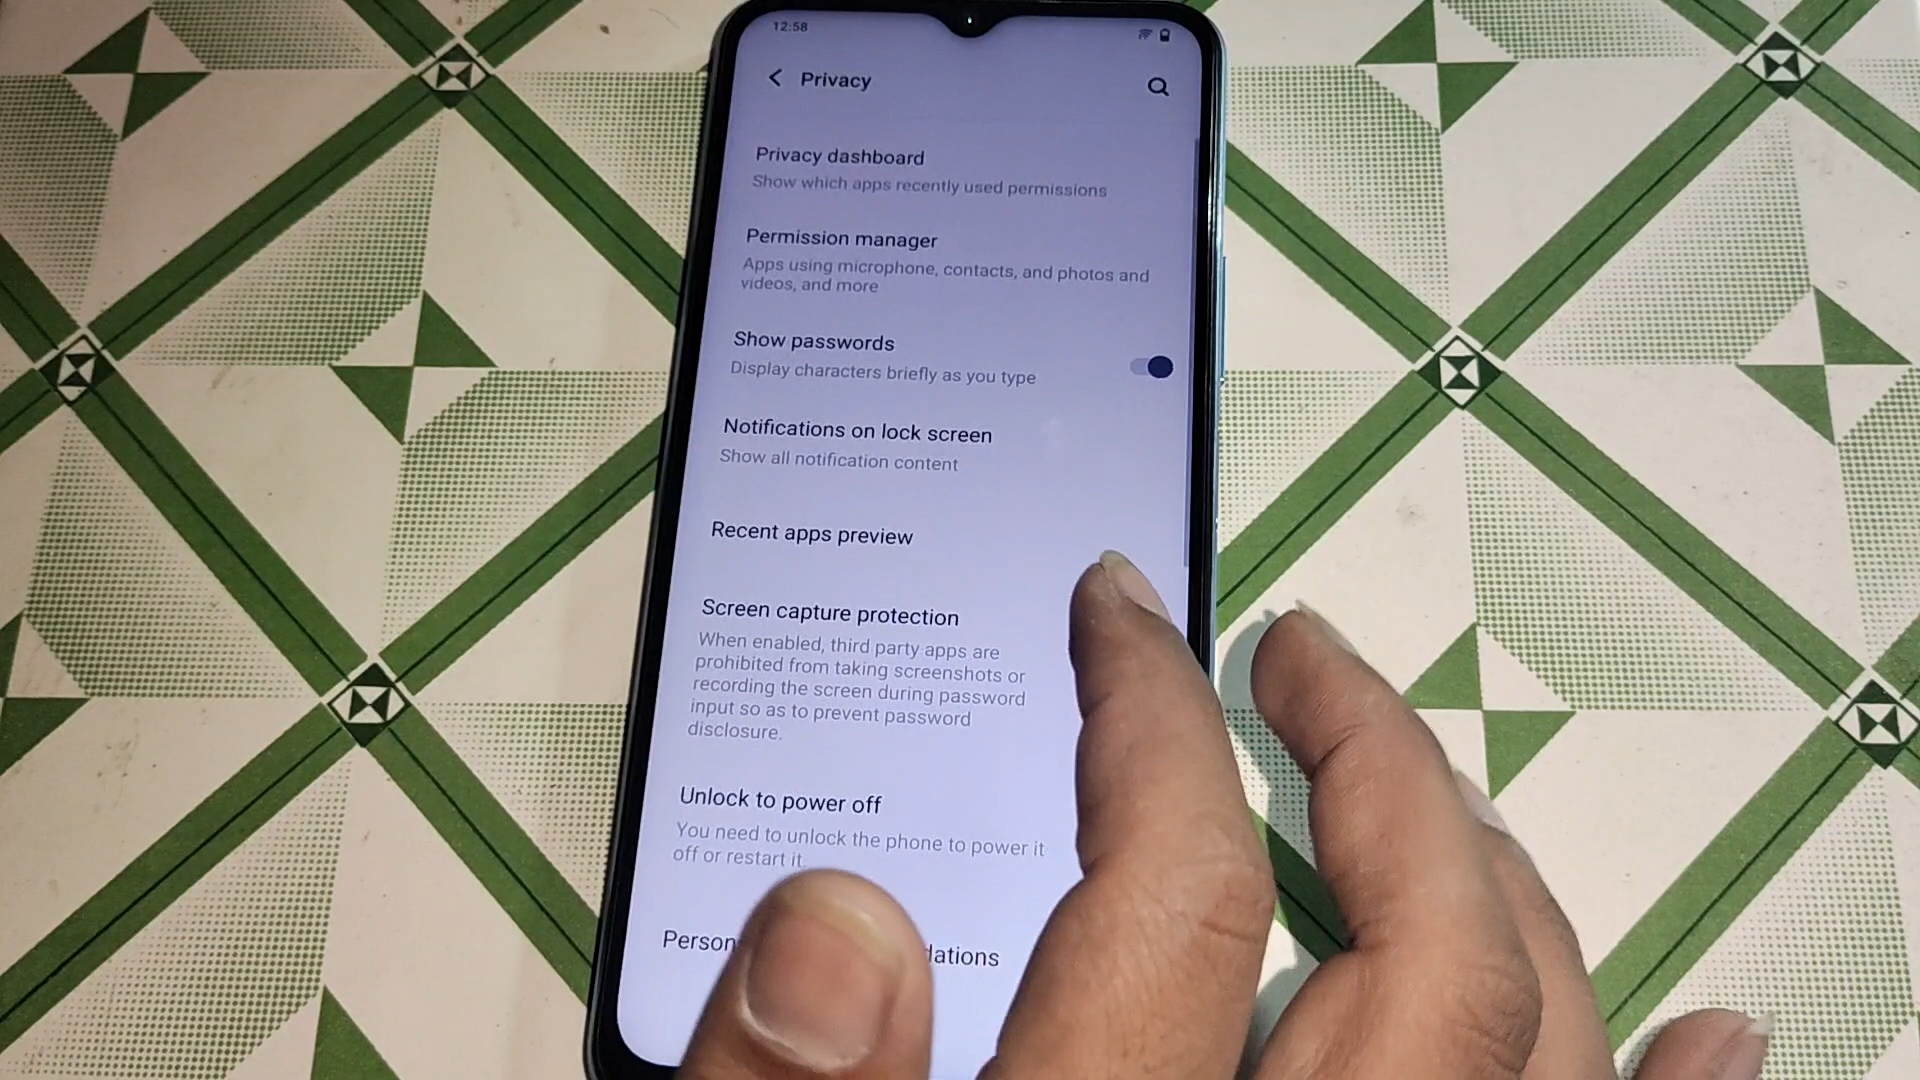 12:58
Privacy
Privacy dashboard
Show which apps recently used permissions
Permission manager
Apps using microphone, contacts, and photos and
videos, and more
Show passwords
Display characters briefly as you type
Notifications on lock screen
Show all notification content
Recent apps preview
Screen capture protection
When enabled, third party apps are
prohibited from taking screenshots or
recording the screen during password
input so as to prevent password
disclosure.
Unlock to power off
You need to unlock the phone to power it
off or restart it.